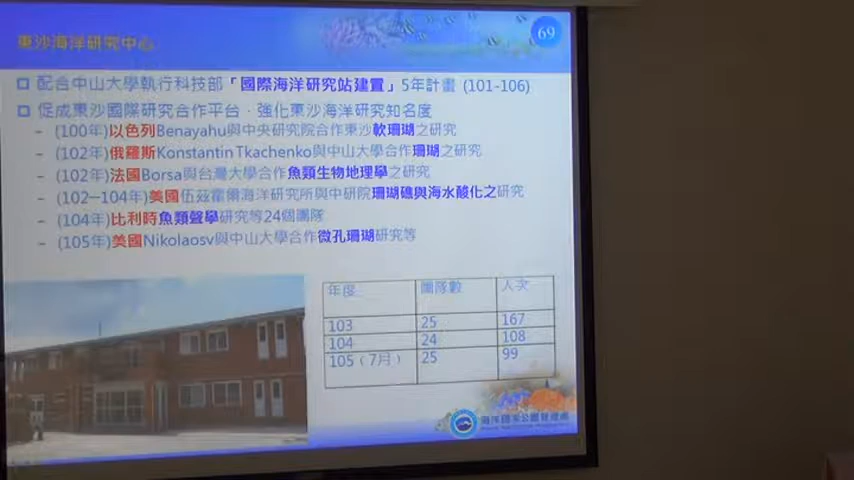 東沙海洋研究中心
69
配合中山大學執行科技部「國際海洋研究站建置」5年計畫 (101-106)
促成東沙國際研究合作平台，強化東沙海洋研究知名度
- (100年)以色列Benayahu與中央研究院合作東沙軟珊瑚之研究
- (102年)俄羅斯Konstantin Tkachenko與中山大學合作珊瑚之研究
- (102年)法國Borsa與台灣大學合作魚類生物地理學之研究
- (102─104年)美國伍茲霍爾海洋研究所與中研院珊瑚礁與海水酸化之研究
- (104年)比利時魚類聲學研究等24個團隊
- (105年)美國Nikolaosv與中山大學合作微孔珊瑚研究等
年度 團隊數 人次
103 25 167
104 24 108
105（7月） 25 99
海洋國家公園管理處